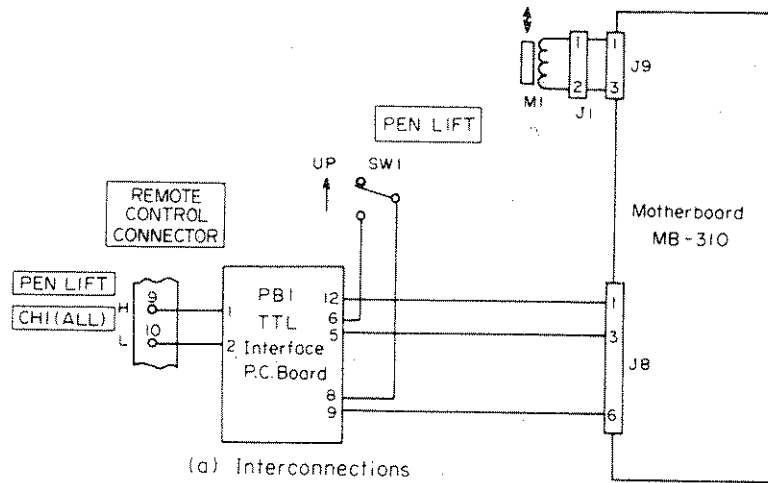 1
1
J9
2
3
M1
J1
PEN LIFT
UP
SW1
REMOTE
CONTROL
CONNECTOR
Motherboard
MB-310
PEN LIFT
H
9
1
PB1
12
1
CH1(ALL)
TTL
6
L
10
2
Interface
5
3
P.C.Board
J8
8
9
6
(a) Interconnections